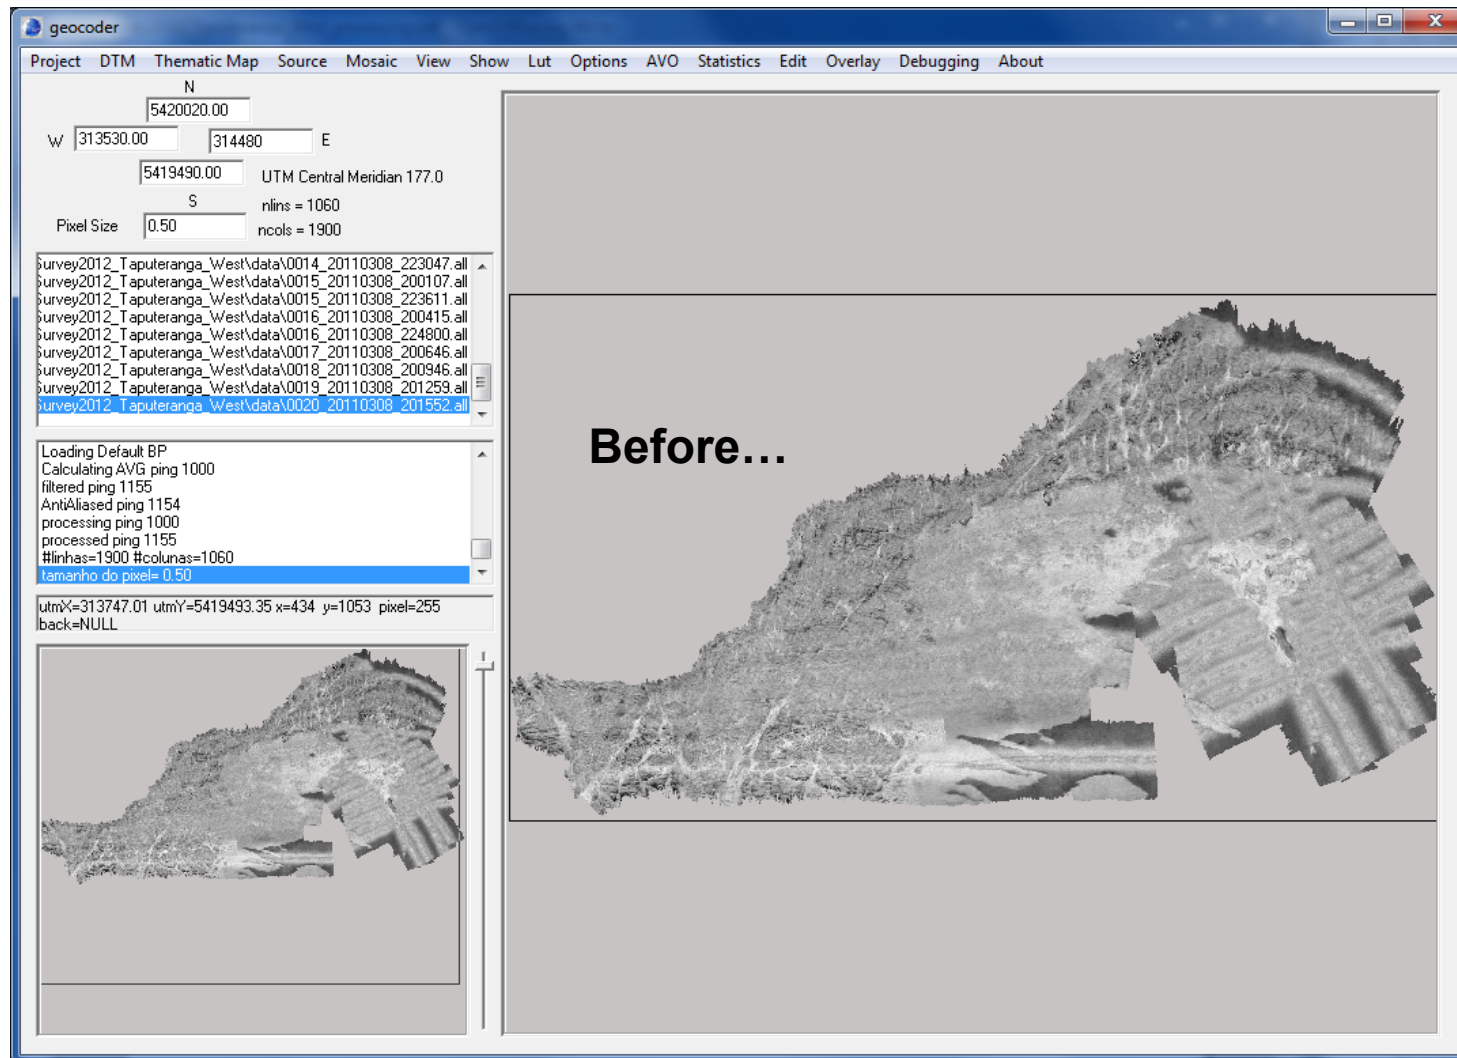 geocoder
Project DTM Thematic Map Source Mosaic View Show Lut Options AVO Statistics Edit Overlay Debugging About
N
5420020.00
W 313530.00 314480 E
5419490.00 UTM Central Meridian 177.0
S nlins = 1060
Pixel Size 0.50 ncols = 1900
Survey2012_Taputeranga_West\data\0014_20110308_223047.all
Survey2012_Taputeranga_West\data\0015_20110308_200107.all
Survey2012_Taputeranga_West\data\0015_20110308_223611.all
Survey2012_Taputeranga_West\data\0016_20110308_200415.all
Survey2012_Taputeranga_West\data\0016_20110308_224800.all
Survey2012_Taputeranga_West\data\0017_20110308_200646.all
Survey2012_Taputeranga_West\data\0018_20110308_200946.all
Survey2012_Taputeranga_West\data\0019_20110308_201259.all
Survey2012_Taputeranga_West\data\0020_20110308_201552.all
Loading Default BP
Calculating AVG ping 1000
filtered ping 1155
AntiAliased ping 1154
processing ping 1000
processed ping 1155
#linhas=1900 #colunas=1060
tamanho do pixel= 0.50
utmX=313747.01 utmY=5419493.35 x=434 y=1053 pixel=255
back=NULL
Before...